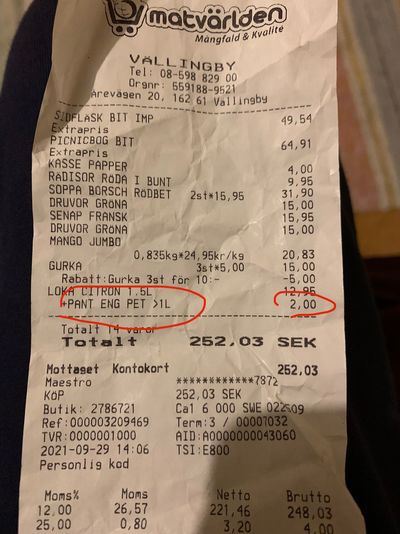 matvärlden
Mångfald & Kvalité
VÄLLINGBY
Tel: 08-598 829 00
Orgnr: 559188-9521
Årevägen 20, 162 61 Vällingby
SIDFLÄSK BIT IMP 49,54
Extrapris
PICNICBOG BIT 64,91
Extrapris
KASSE PAPPER 4,00
RÄDISOR RÖDA I BUNT 9,95
SOPPA BORSCH RÖDBET 2st*15,95 31,90
DRUVOR GRÖNA 15,95
SENAP FRANSK 15,00
DRUVOR GRÖNA 15,95
MANGO JUMBO
0,835kg*24,95kr/kg 20,83
GURKA 3st*5,00 15,00
Rabatt:Gurka 3st för 10:- -5,00
LOKA CITRON 1.5L 12,95
+PANT ENG PET >1L 2,00
Totalt 14 varor
Totalt 252,03 SEK
Mottaget Kontokort 252,03
Maestro ************7872
KÖP 252,03 SEK
Butik: 2786721 Ca1 6 000 SWE 022509
Ref:000003209469 Term:3 / 00007032
TVR:0000001000 AID:A0000000043060
2021-09-29 14:06 TSI:E800
Personlig kod
Moms% Moms Netto Brutto
12,00 26,57 221,46 248,03
25,00 0,80 3,20 4,00